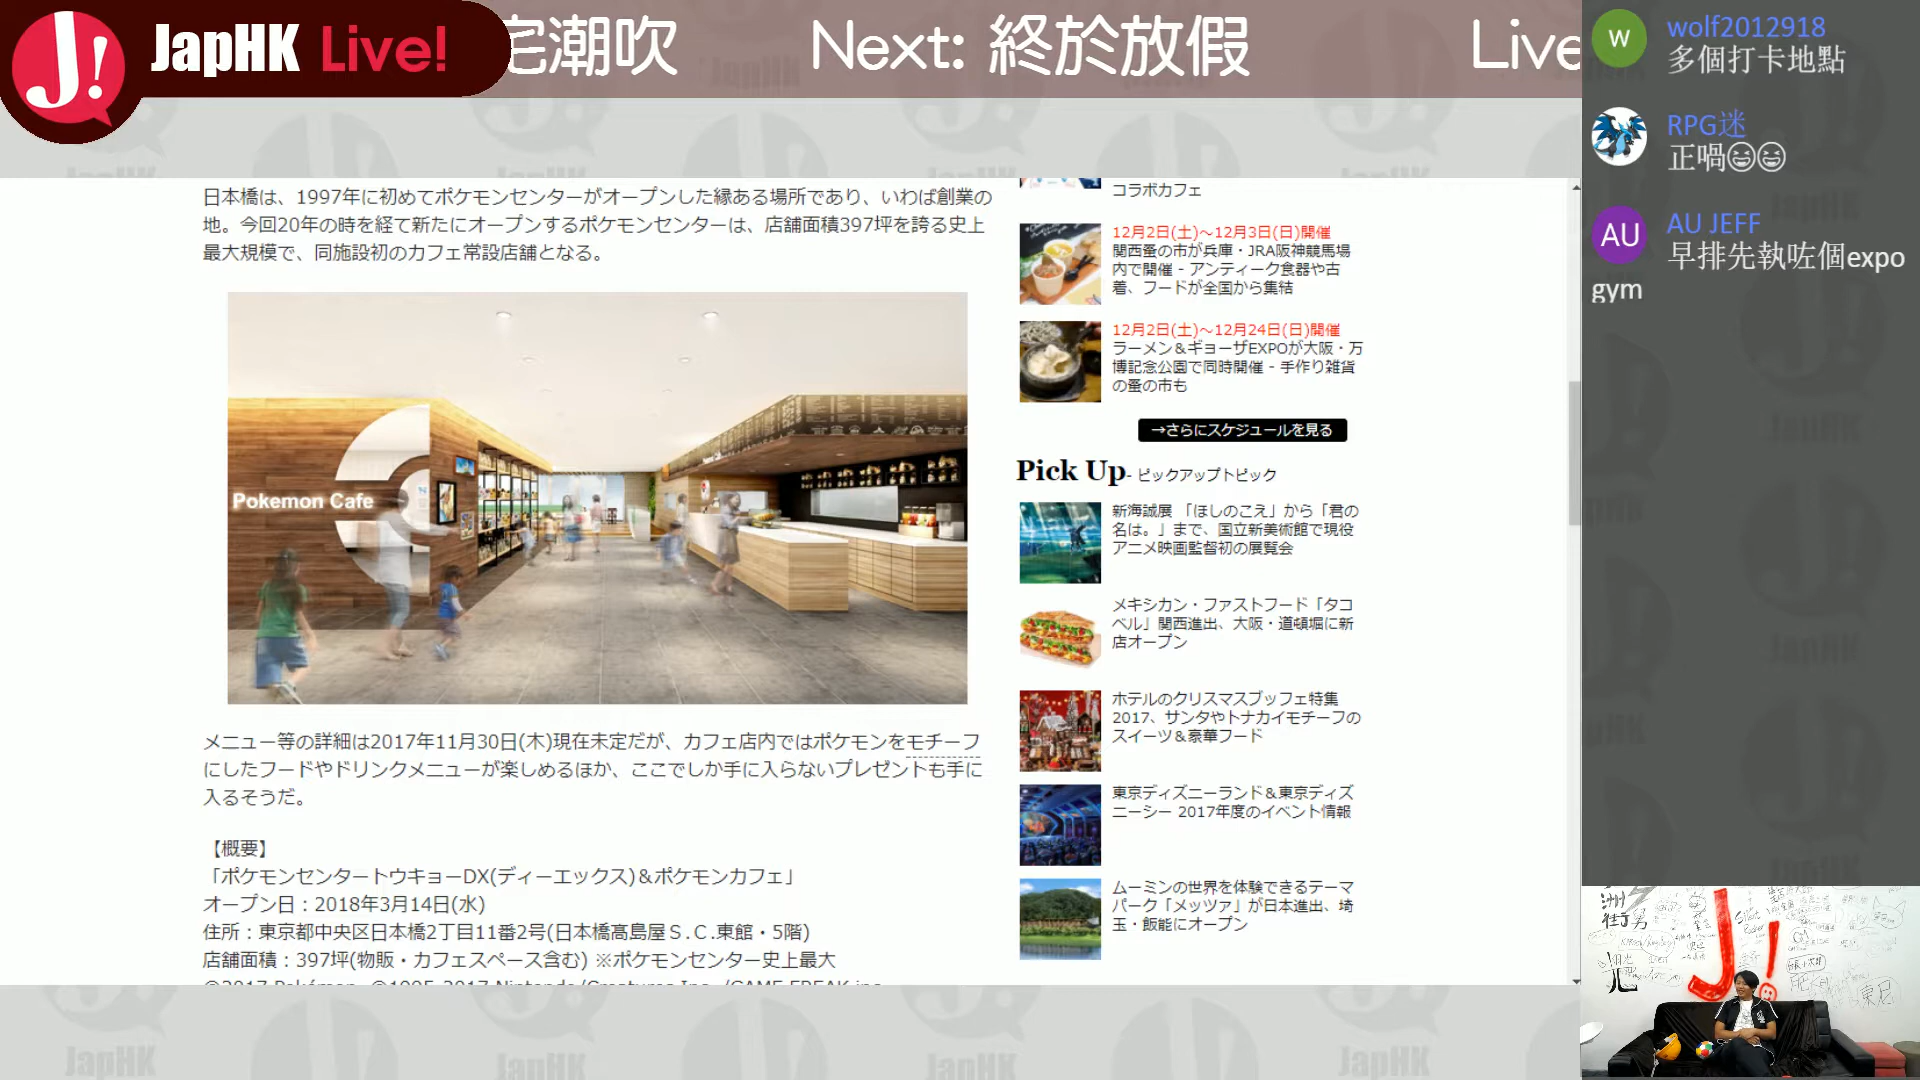 JapHK Live!
宅潮吹
Next: 終於放假
Live
日本橋は、1997年に初めてポケモンセンターがオープンした縁ある場所であり、いわば創業の
地。今回20年の時を経て新たにオープンするポケモンセンターは、店舗面積397坪を誇る史上
最大規模で、同施設初のカフェ常設店舗となる。
Pokemon Cafe
メニュー等の詳細は2017年11月30日(木)現在未定だが、カフェ店内ではポケモンをモチーフ
にしたフードやドリンクメニューが楽しめるほか、ここでしか手に入らないプレゼントも手に
入るそうだ。
【概要】
「ポケモンセンタートウキョーDX(ディーエックス)＆ポケモンカフェ」
オープン日：2018年3月14日(水)
住所：東京都中央区日本橋2丁目11番2号(日本橋髙島屋Ｓ.Ｃ.東館・5階)
店舗面積：397坪(物販・カフェスペース含む) ※ポケモンセンター史上最大
©2017 Pokémon. ©1995-2017 Nintendo/Creatures Inc. /GAME FREAK inc.
コラボカフェ
12月2日(土)～12月3日(日)開催
関西蚤の市が兵庫・JRA阪神競馬場
内で開催 - アンティーク食器や古
着、フードが全国から集結
12月2日(土)～12月24日(日)開催
ラーメン＆ギョーザEXPOが大阪・万
博記念公園で同時開催 - 手作り雑貨
の蚤の市も
→さらにスケジュールを見る
Pick Up- ピックアップトピック
新海誠展 「ほしのこえ」から「君の
名は。」まで、国立新美術館で現役
アニメ映画監督初の展覧会
メキシカン・ファストフード「タコ
ベル」関西進出、大阪・道頓堀に新
店オープン
ホテルのクリスマスブッフェ特集
2017、サンタやトナカイモチーフの
スイーツ＆豪華フード
東京ディズニーランド＆東京ディズ
ニーシー 2017年度のイベント情報
ムーミンの世界を体験できるテーマ
パーク「メッツァ」が日本進出、埼
玉・飯能にオープン
W
wolf2012918
多個打卡地點
RPG迷
正喎😆😆
AU
AU JEFF
早排先執咗個expo
gym
J!